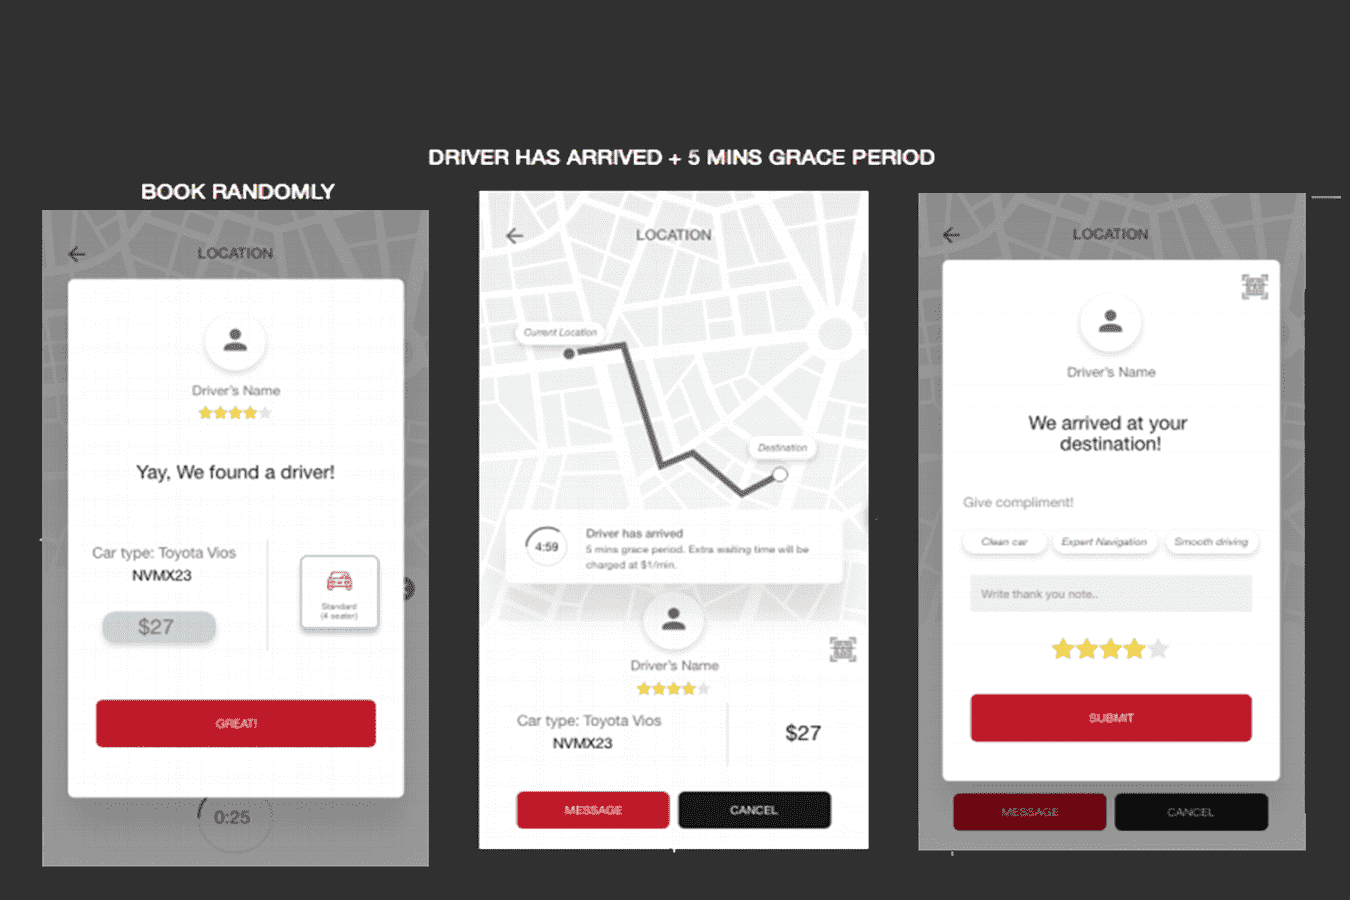 DRIVER HAS ARRIVED + 5 MINS GRACE PERIOD
BOOK RANDOMLY
LOCATION
Driver's Name
Yay, We found a driver!
Car type: Toyota Vios
NVMX23
$27
Standard
(4 seater)
GREAT!
0:25
LOCATION
Current Location
Destination
4:59
Driver has arrived
5 mins grace period. Extra waiting time will be
charged at $1/min.
Driver's Name
Car type: Toyota Vios
NVMX23
$27
MESSAGE
CANCEL
LOCATION
Driver's Name
We arrived at your
destination!
Give compliment!
Clean car
Expert Navigation
Smooth driving
Write thank you note..
SUBMIT
MESSAGE
CANCEL